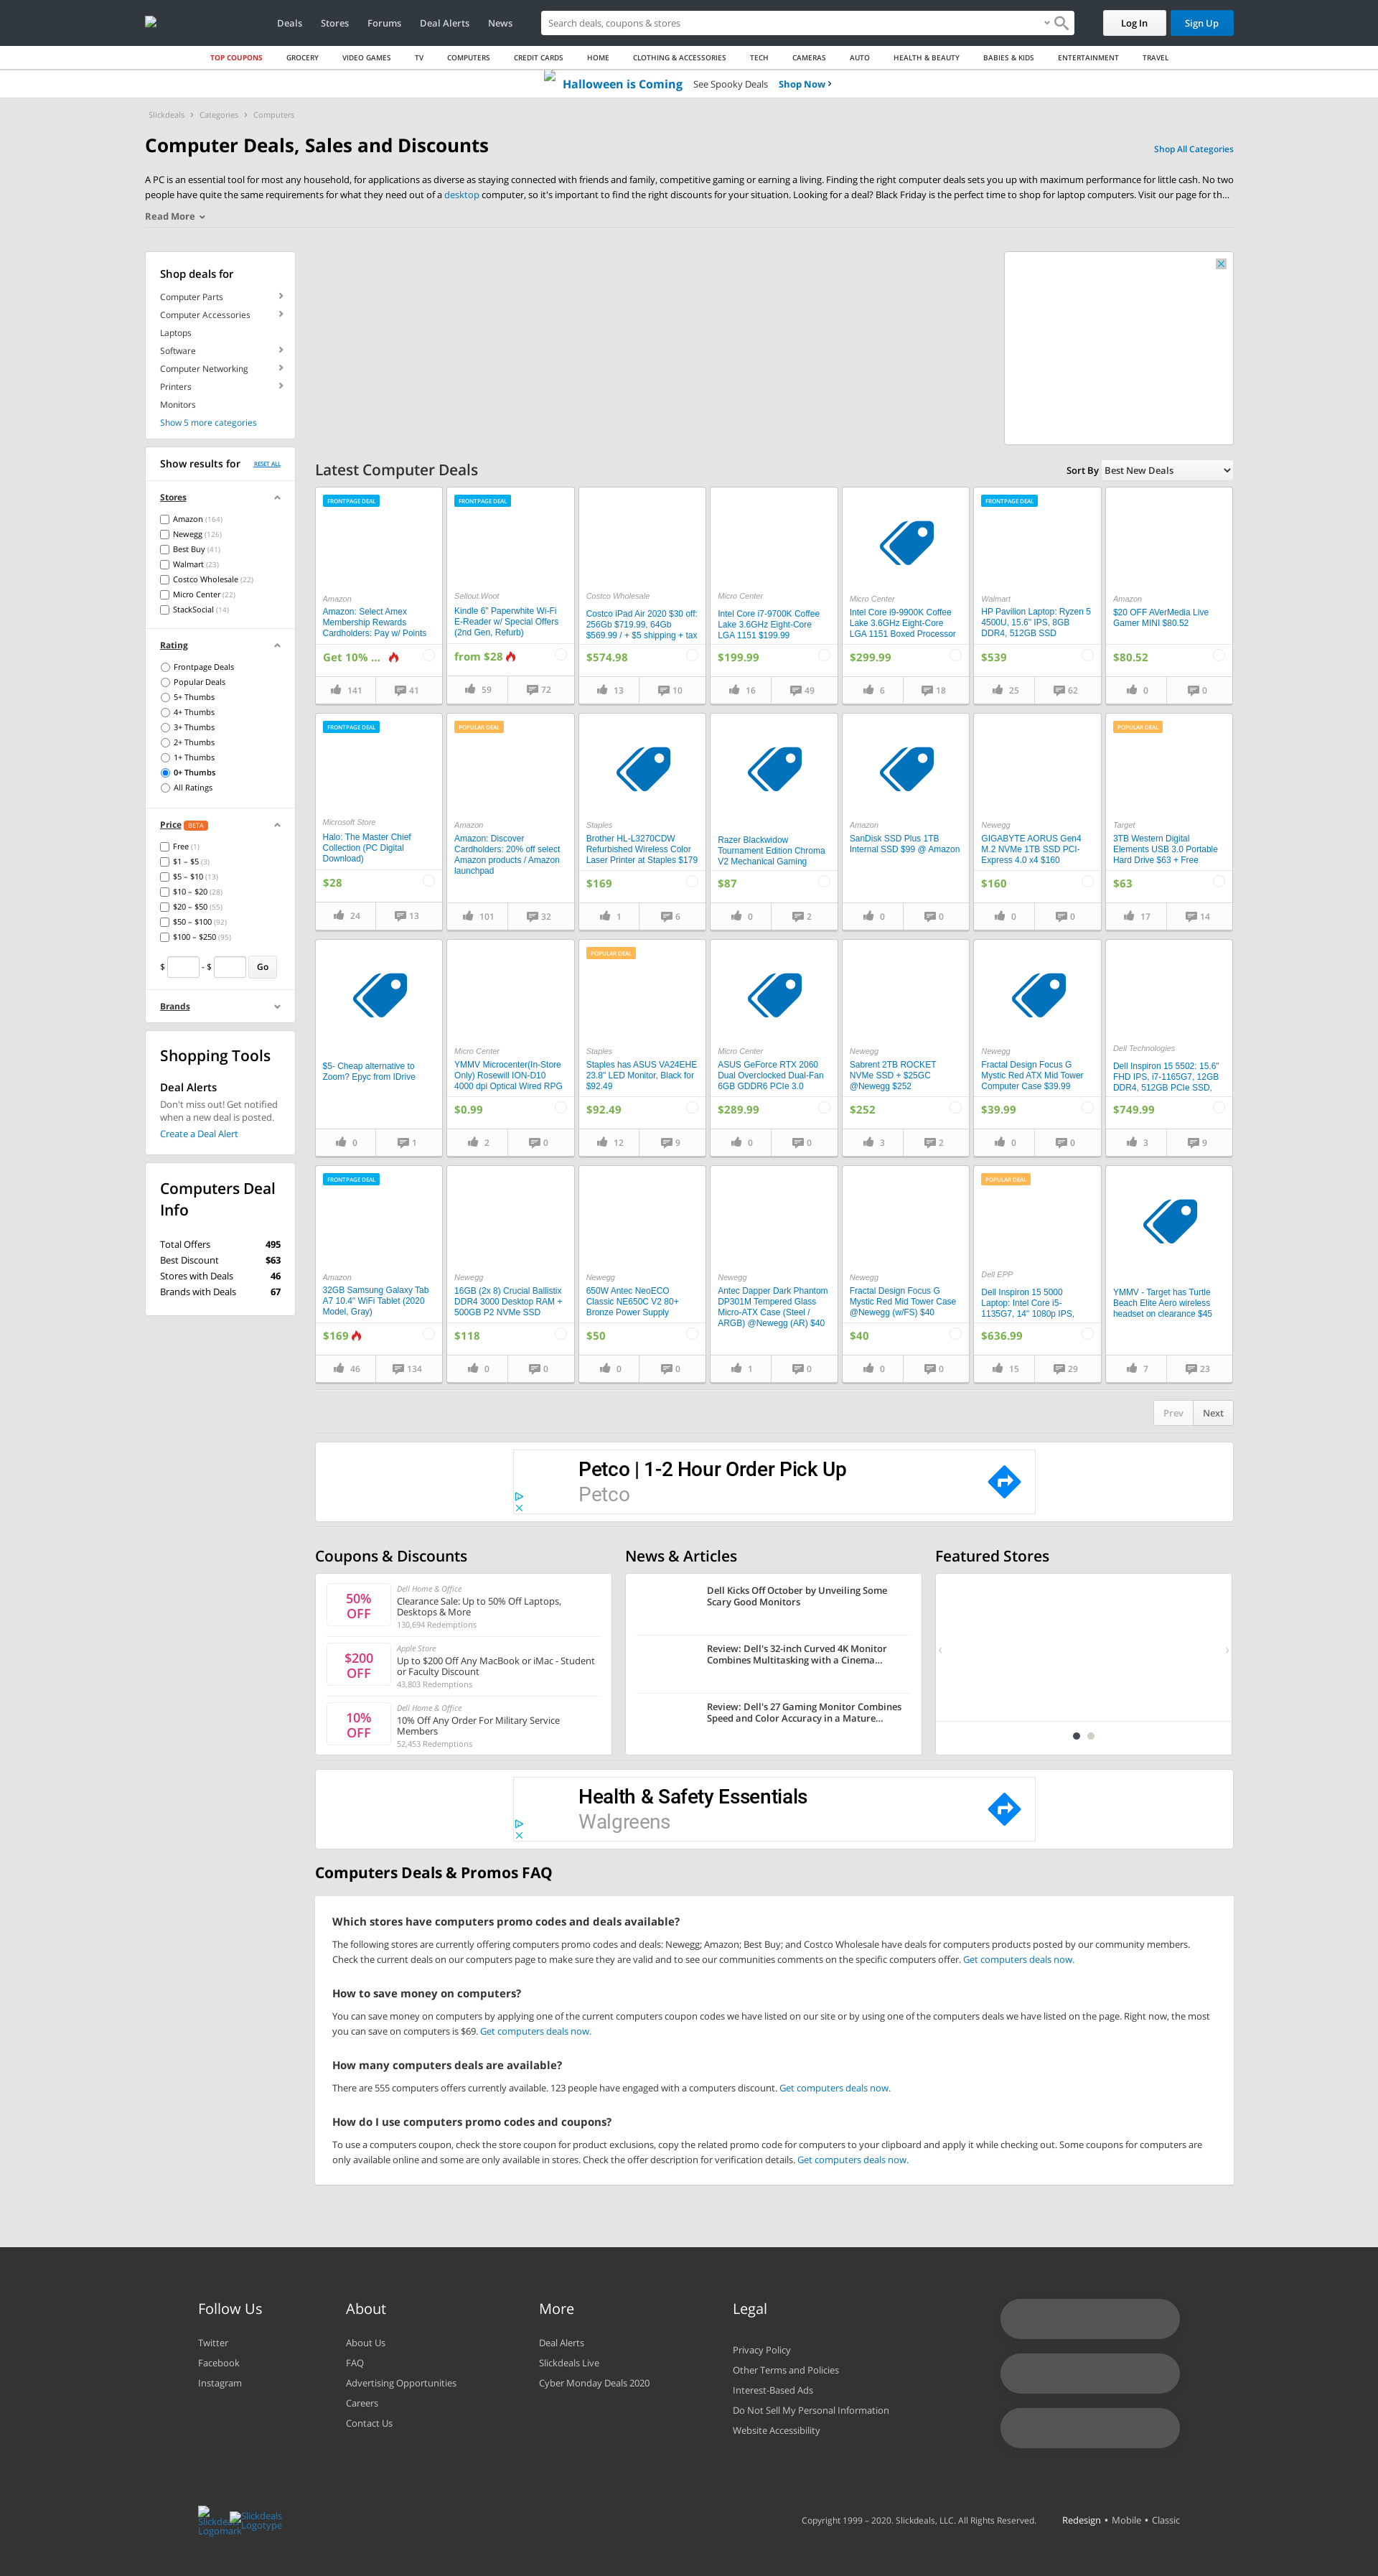 Deals Stores Forums Deal Alerts News
Search deals, coupons & stores
Log In
Sign Up
TOP COUPONS GROCERY VIDEO GAMES TV COMPUTERS CREDIT CARDS HOME CLOTHING & ACCESSORIES TECH CAMERAS AUTO HEALTH & BEAUTY BABIES & KIDS ENTERTAINMENT TRAVEL
Halloween is Coming See Spooky Deals Shop Now
Slickdeals Categories Computers
Computer Deals, Sales and Discounts
Shop All Categories
A PC is an essential tool for most any household, for applications as diverse as staying connected with friends and family, competitive gaming or earning a living. Finding the right computer deals sets you up with maximum performance for little cash. No two
people have quite the same requirements for what they need out of a desktop computer, so it's important to find the right discounts for your situation. Looking for a deal? Black Friday is the perfect time to shop for laptop computers. Visit our page for th...
Read More
Shop deals for
Computer Parts
Computer Accessories
Laptops
Software
Computer Networking
Printers
Monitors
Show 5 more categories
Show results for RESET ALL
Stores
Amazon (164)
Newegg (126)
Best Buy (41)
Walmart (23)
Costco Wholesale (22)
Micro Center (22)
StackSocial (14)
Rating
Frontpage Deals
Popular Deals
5+ Thumbs
4+ Thumbs
3+ Thumbs
2+ Thumbs
1+ Thumbs
0+ Thumbs
All Ratings
Price BETA
Free (1)
$1 – $5 (3)
$5 – $10 (13)
$10 – $20 (28)
$20 – $50 (55)
$50 – $100 (92)
$100 – $250 (95)
$ - $ Go
Brands
Shopping Tools
Deal Alerts
Don't miss out! Get notified
when a new deal is posted.
Create a Deal Alert
Computers Deal
Info
Total Offers 495
Best Discount $63
Stores with Deals 46
Brands with Deals 67
Latest Computer Deals
Sort By Best New Deals
FRONTPAGE DEAL
Amazon
Amazon: Select Amex
Membership Rewards
Cardholders: Pay w/ Points
Get 10% ...
141 41
FRONTPAGE DEAL
Sellout.Woot
Kindle 6" Paperwhite Wi-Fi
E-Reader w/ Special Offers
(2nd Gen, Refurb)
from $28
59 72
Costco Wholesale
Costco iPad Air 2020 $30 off:
256Gb $719.99, 64Gb
$569.99 / + $5 shipping + tax
$574.98
13 10
Micro Center
Intel Core i7-9700K Coffee
Lake 3.6GHz Eight-Core
LGA 1151 $199.99
$199.99
16 49
Micro Center
Intel Core i9-9900K Coffee
Lake 3.6GHz Eight-Core
LGA 1151 Boxed Processor
$299.99
6 18
FRONTPAGE DEAL
Walmart
HP Pavilion Laptop: Ryzen 5
4500U, 15.6" IPS, 8GB
DDR4, 512GB SSD
$539
25 62
Amazon
$20 OFF AVerMedia Live
Gamer MINI $80.52
$80.52
0 0
FRONTPAGE DEAL
Microsoft Store
Halo: The Master Chief
Collection (PC Digital
Download)
$28
24 13
POPULAR DEAL
Amazon
Amazon: Discover
Cardholders: 20% off select
Amazon products / Amazon
launchpad
101 32
Staples
Brother HL-L3270CDW
Refurbished Wireless Color
Laser Printer at Staples $179
$169
1 6
Razer Blackwidow
Tournament Edition Chroma
V2 Mechanical Gaming
$87
0 2
Amazon
SanDisk SSD Plus 1TB
Internal SSD $99 @ Amazon
0 0
Newegg
GIGABYTE AORUS Gen4
M.2 NVMe 1TB SSD PCI-
Express 4.0 x4 $160
$160
0 0
POPULAR DEAL
Target
3TB Western Digital
Elements USB 3.0 Portable
Hard Drive $63 + Free
$63
17 14
$5- Cheap alternative to
Zoom? Epyc from IDrive
0 1
Micro Center
YMMV Microcenter(In-Store
Only) Rosewill ION-D10
4000 dpi Optical Wired RPG
$0.99
2 0
POPULAR DEAL
Staples
Staples has ASUS VA24EHE
23.8" LED Monitor, Black for
$92.49
$92.49
12 9
Micro Center
ASUS GeForce RTX 2060
Dual Overclocked Dual-Fan
6GB GDDR6 PCIe 3.0
$289.99
0 0
Newegg
Sabrent 2TB ROCKET
NVMe SSD + $25GC
@Newegg $252
$252
3 2
Newegg
Fractal Design Focus G
Mystic Red ATX Mid Tower
Computer Case $39.99
$39.99
0 0
Dell Technologies
Dell Inspiron 15 5502: 15.6"
FHD IPS, i7-1165G7, 12GB
DDR4, 512GB PCIe SSD,
$749.99
3 9
FRONTPAGE DEAL
Amazon
32GB Samsung Galaxy Tab
A7 10.4" WiFi Tablet (2020
Model, Gray)
$169
46 134
Newegg
16GB (2x 8) Crucial Ballistix
DDR4 3000 Desktop RAM +
500GB P2 NVMe SSD
$118
0 0
Newegg
650W Antec NeoECO
Classic NE650C V2 80+
Bronze Power Supply
$50
0 0
Newegg
Antec Dapper Dark Phantom
DP301M Tempered Glass
Micro-ATX Case (Steel /
ARGB) @Newegg (AR) $40
1 0
Newegg
Fractal Design Focus G
Mystic Red Mid Tower Case
@Newegg (w/FS) $40
$40
0 0
POPULAR DEAL
Dell EPP
Dell Inspiron 15 5000
Laptop: Intel Core i5-
1135G7, 14" 1080p IPS,
$636.99
15 29
YMMV - Target has Turtle
Beach Elite Aero wireless
headset on clearance $45
7 23
Prev Next
Petco | 1-2 Hour Order Pick Up
Petco
Coupons & Discounts
50%
OFF
Dell Home & Office
Clearance Sale: Up to 50% Off Laptops,
Desktops & More
130,694 Redemptions
$200
OFF
Apple Store
Up to $200 Off Any MacBook or iMac - Student
or Faculty Discount
43,803 Redemptions
10%
OFF
Dell Home & Office
10% Off Any Order For Military Service
Members
52,453 Redemptions
News & Articles
Dell Kicks Off October by Unveiling Some
Scary Good Monitors
Review: Dell's 32-inch Curved 4K Monitor
Combines Multitasking with a Cinema...
Review: Dell's 27 Gaming Monitor Combines
Speed and Color Accuracy in a Mature...
Featured Stores
Health & Safety Essentials
Walgreens
Computers Deals & Promos FAQ
Which stores have computers promo codes and deals available?
The following stores are currently offering computers promo codes and deals: Newegg; Amazon; Best Buy; and Costco Wholesale have deals for computers products posted by our community members.
Check the current deals on our computers page to make sure they are valid and to see our communities comments on the specific computers offer. Get computers deals now.
How to save money on computers?
You can save money on computers by applying one of the current computers coupon codes we have listed on our site or by using one of the computers deals we have listed on the page. Right now, the most
you can save on computers is $69. Get computers deals now.
How many computers deals are available?
There are 555 computers offers currently available. 123 people have engaged with a computers discount. Get computers deals now.
How do I use computers promo codes and coupons?
To use a computers coupon, check the store coupon for product exclusions, copy the related promo code for computers to your clipboard and apply it while checking out. Some coupons for computers are
only available online and some are only available in stores. Check the offer description for verification details. Get computers deals now.
Follow Us
Twitter
Facebook
Instagram
About
About Us
FAQ
Advertising Opportunities
Careers
Contact Us
More
Deal Alerts
Slickdeals Live
Cyber Monday Deals 2020
Legal
Privacy Policy
Other Terms and Policies
Interest-Based Ads
Do Not Sell My Personal Information
Website Accessibility
Slickdeals Logomark
Slickdeals Logotype
Copyright 1999 – 2020. Slickdeals, LLC. All Rights Reserved.
Redesign • Mobile • Classic